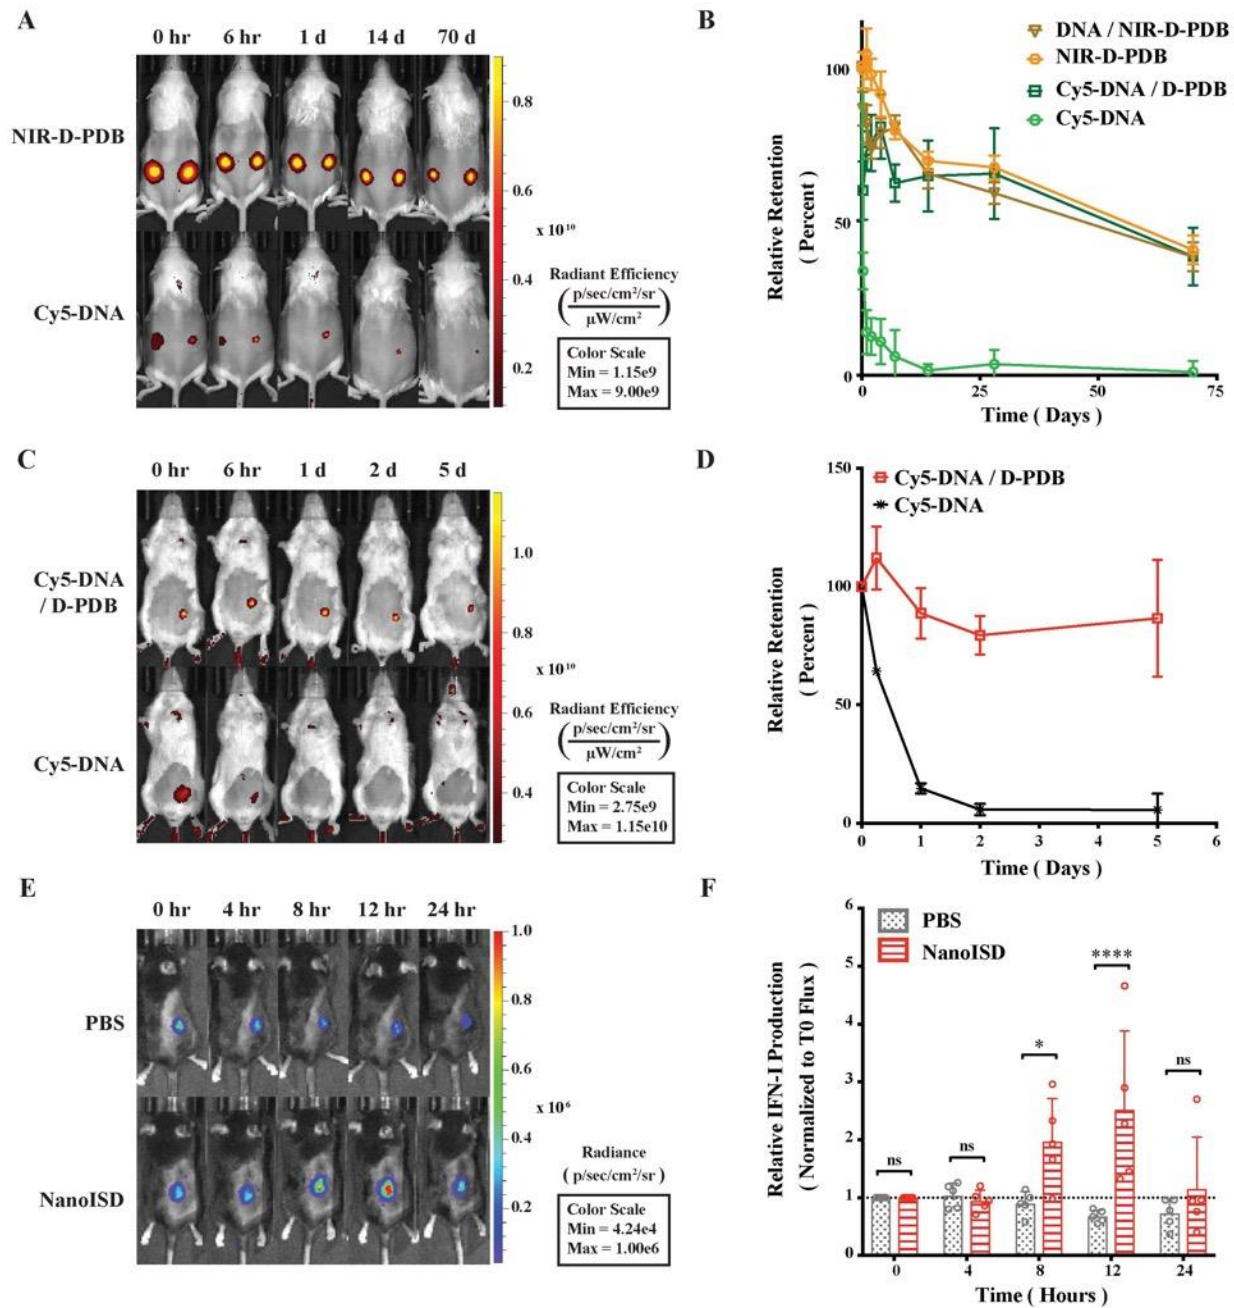 A
0 hr 6 hr 1 d 14 d 70 d
NIR-D-PDB
Cy5-DNA
0.8
0.6
x 10¹⁰
0.4
0.2
Radiant Efficiency
( p/sec/cm²/sr / µW/cm² )
Color Scale
Min = 1.15e9
Max = 9.00e9
B
DNA / NIR-D-PDB
NIR-D-PDB
Cy5-DNA / D-PDB
Cy5-DNA
Relative Retention
( Percent )
100
50
0
0 25 50 75
Time ( Days )
C
0 hr 6 hr 1 d 2 d 5 d
Cy5-DNA
/ D-PDB
Cy5-DNA
1.0
0.8
x 10¹⁰
0.6
0.4
Radiant Efficiency
( p/sec/cm²/sr / µW/cm² )
Color Scale
Min = 2.75e9
Max = 1.15e10
D
Cy5-DNA / D-PDB
Cy5-DNA
Relative Retention
( Percent )
150
100
50
0
0 1 2 3 4 5 6
Time ( Days )
E
0 hr 4 hr 8 hr 12 hr 24 hr
PBS
NanoISD
1.0
0.8
0.6
x 10⁶
0.4
0.2
Radiance
( p/sec/cm²/sr )
Color Scale
Min = 4.24e4
Max = 1.00e6
F
PBS
NanoISD
Relative IFN-I Production
( Normalized to T0 Flux )
6
5
4
3
2
1
0
ns
ns
*
****
ns
0 4 8 12 24
Time ( Hours )